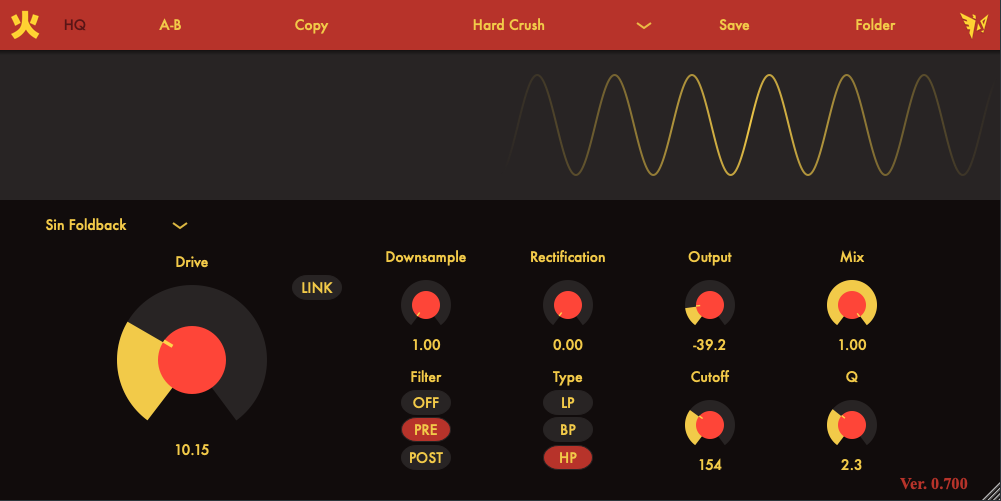 火 HQ A-B Copy Hard Crush Save Folder
Sin Foldback
Drive
LINK
10.15
Downsample Rectification Output Mix
1.00 0.00 -39.2 1.00
Filter Type Cutoff Q
OFF LP
PRE BP
POST HP
154 2.3
Ver. 0.700